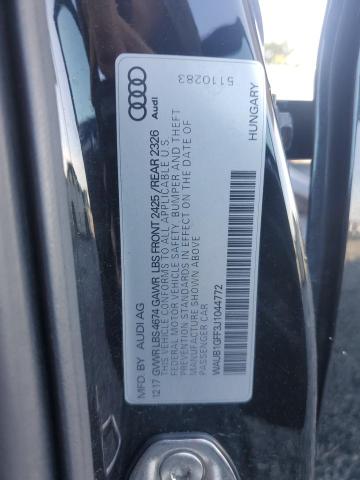 Audi
5110283
MFD. BY AUDI AG
HUNGARY
12.17 GVWR LBS 4674 GAWR LBS FRONT 2425 /REAR 2326
THIS VEHICLE CONFORMS TO ALL APPLICABLE U.S.
FEDERAL MOTOR VEHICLE SAFETY, BUMPER AND THEFT
PREVENTION STANDARDS IN EFFECT ON THE DATE OF
MANUFACTURE SHOWN ABOVE
PASSENGER CAR
WAUB1GFF3J1044772